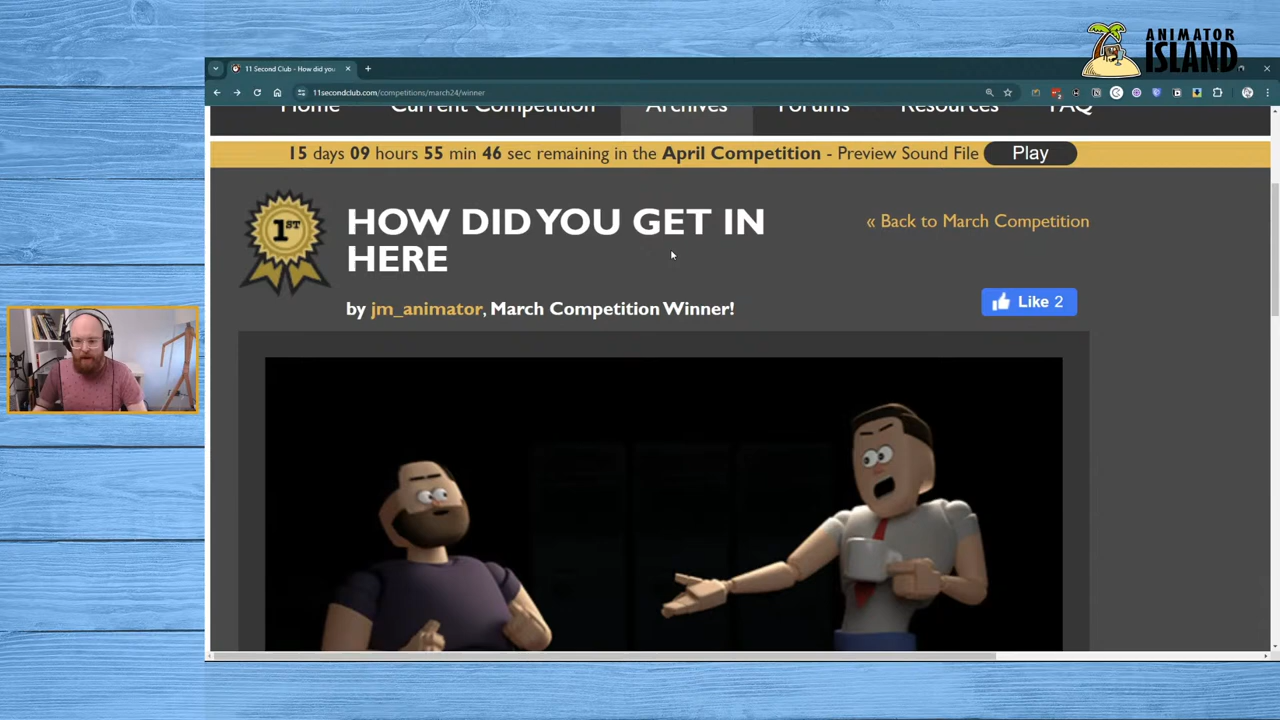 ANIMATOR
ISLAND
11 Second Club - How did you
11secondclub.com/competitions/march24/winner
Home Current Competition Archives Forums Resources FAQ
15 days 09 hours 55 min 46 sec remaining in the April Competition - Preview Sound File Play
1ST
HOW DID YOU GET IN
HERE
« Back to March Competition
by jm_animator, March Competition Winner!
Like 2